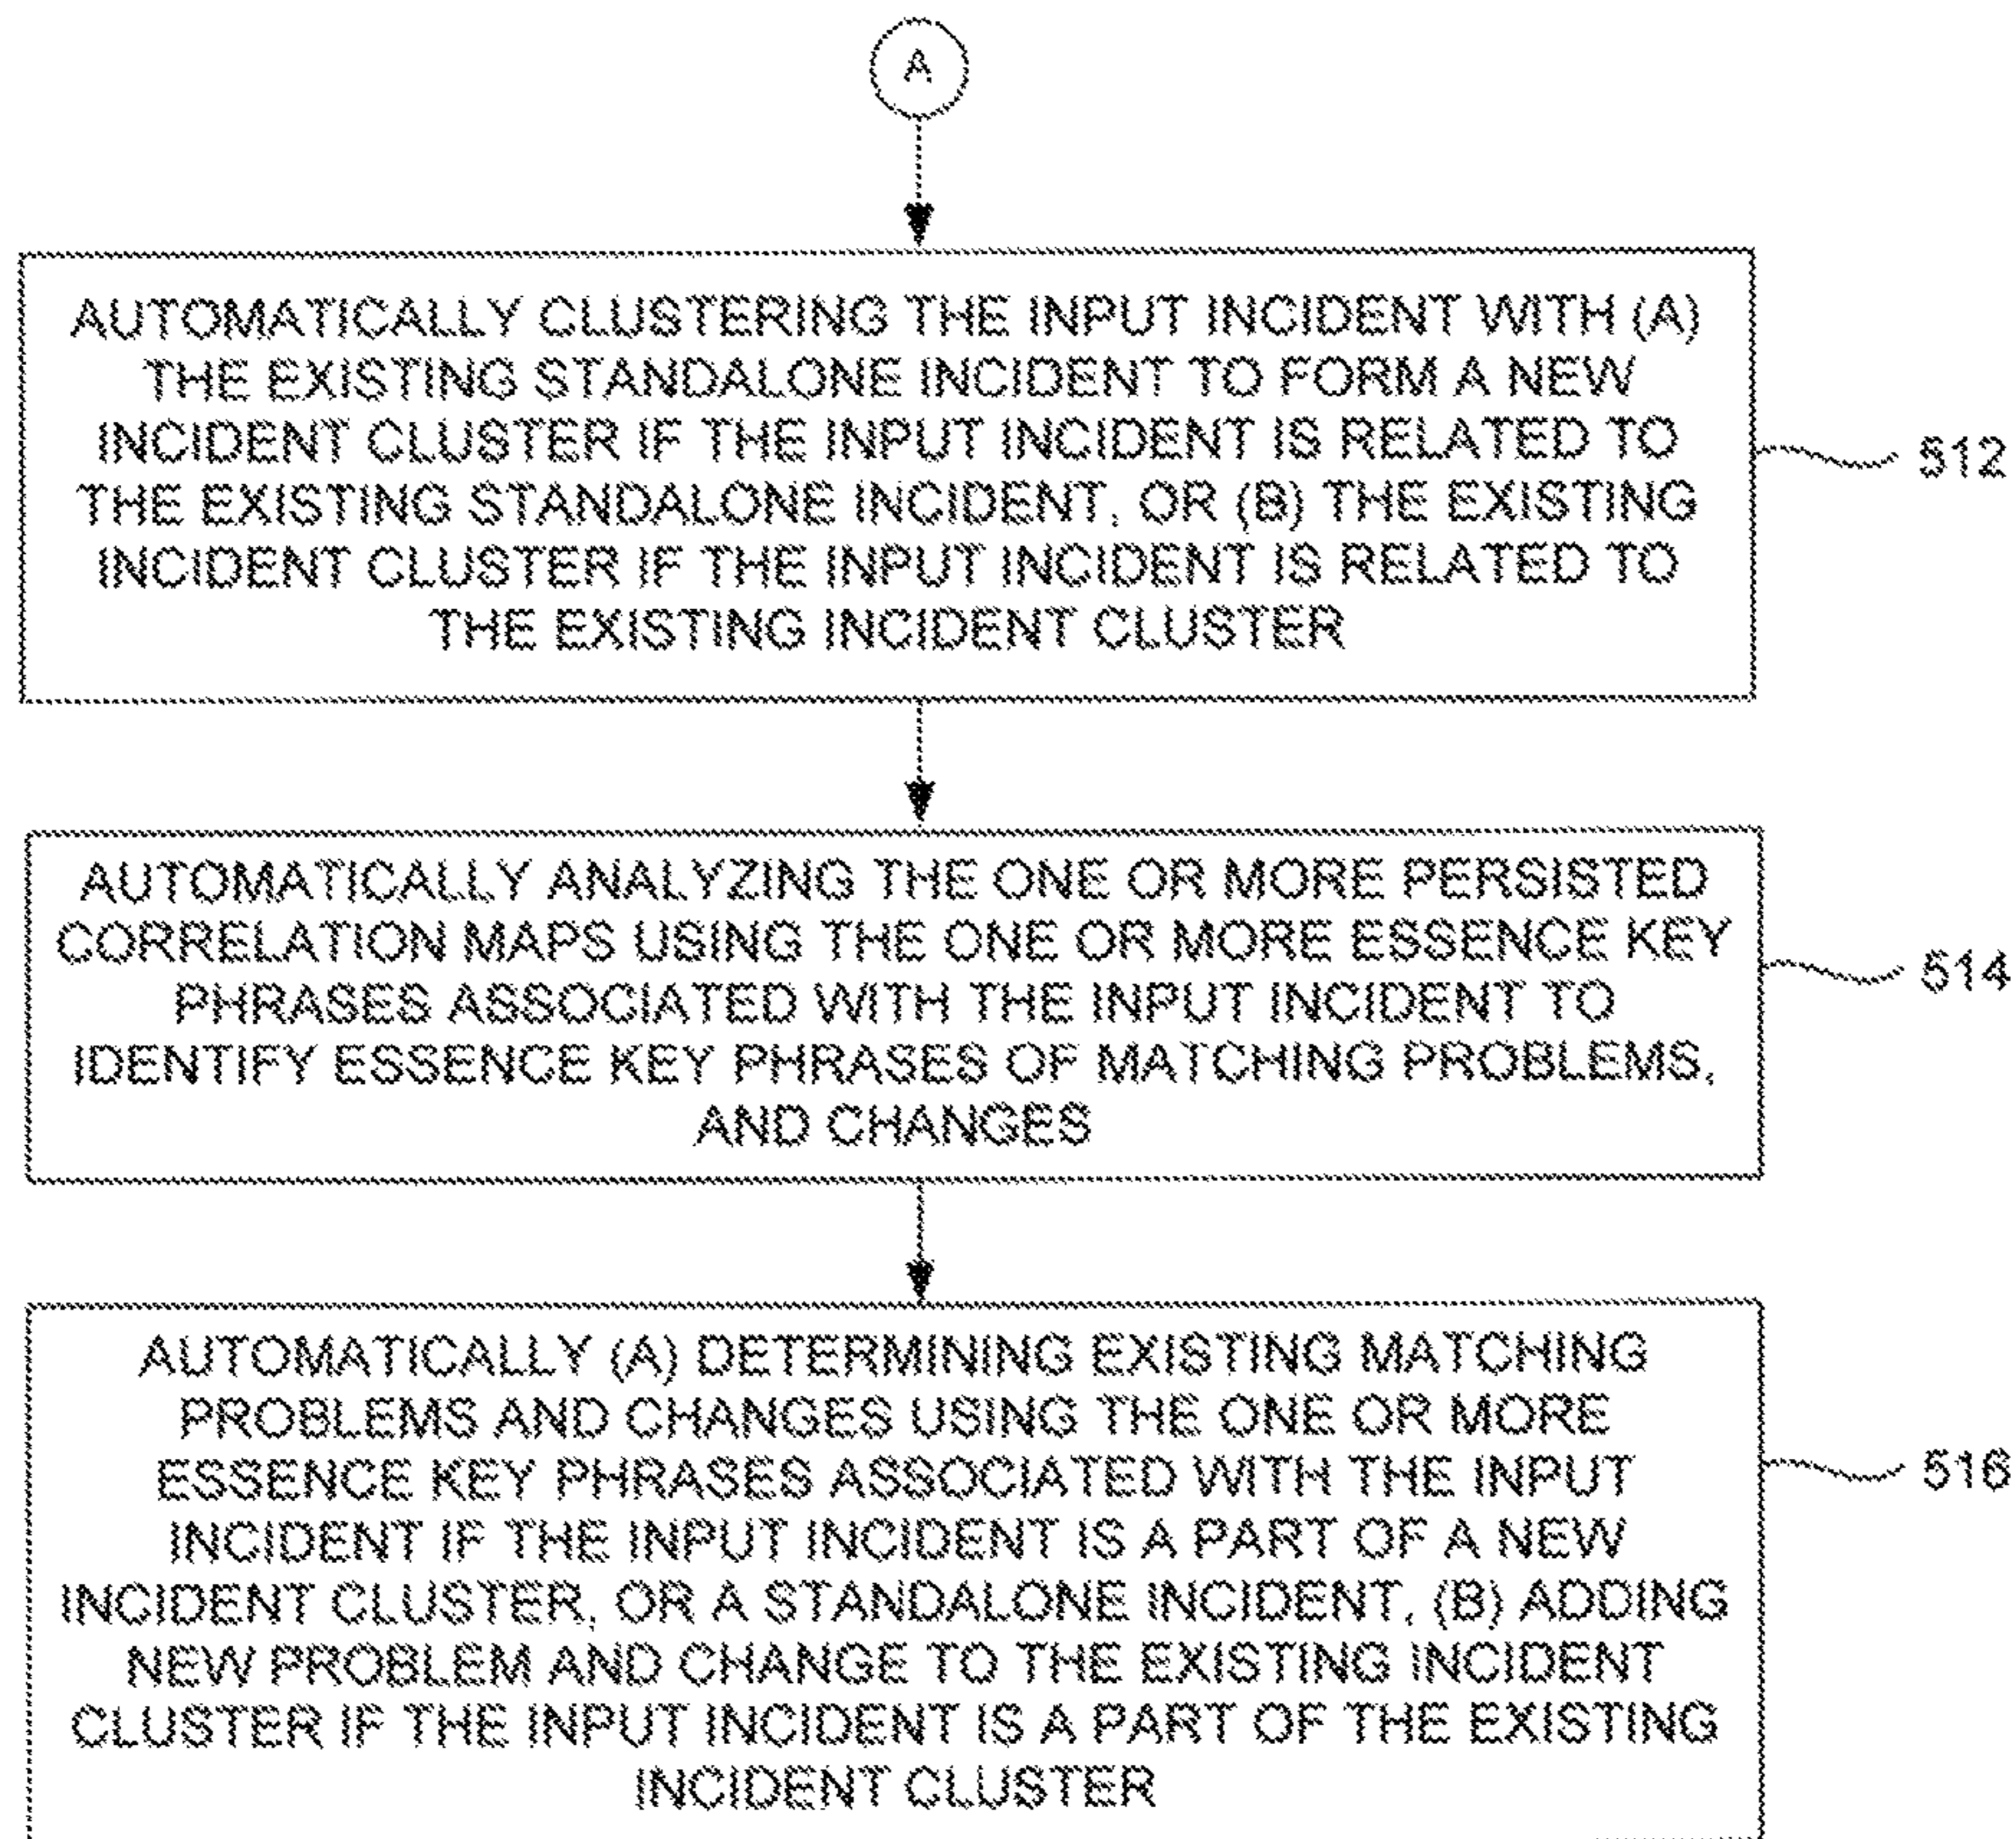 A
AUTOMATICALLY CLUSTERING THE INPUT INCIDENT WITH (A)
THE EXISTING STANDALONE INCIDENT TO FORM A NEW
INCIDENT CLUSTER IF THE INPUT INCIDENT IS RELATED TO
THE EXISTING STANDALONE INCIDENT, OR (B) THE EXISTING
INCIDENT CLUSTER IF THE INPUT INCIDENT IS RELATED TO
THE EXISTING INCIDENT CLUSTER
512
AUTOMATICALLY ANALYZING THE ONE OR MORE PERSISTED
CORRELATION MAPS USING THE ONE OR MORE ESSENCE KEY
PHRASES ASSOCIATED WITH THE INPUT INCIDENT TO
IDENTIFY ESSENCE KEY PHRASES OF MATCHING PROBLEMS,
AND CHANGES
514
AUTOMATICALLY (A) DETERMINING EXISTING MATCHING
PROBLEMS AND CHANGES USING THE ONE OR MORE
ESSENCE KEY PHRASES ASSOCIATED WITH THE INPUT
INCIDENT IF THE INPUT INCIDENT IS A PART OF A NEW
INCIDENT CLUSTER, OR A STANDALONE INCIDENT, (B) ADDING
NEW PROBLEM AND CHANGE TO THE EXISTING INCIDENT
CLUSTER IF THE INPUT INCIDENT IS A PART OF THE EXISTING
INCIDENT CLUSTER
516